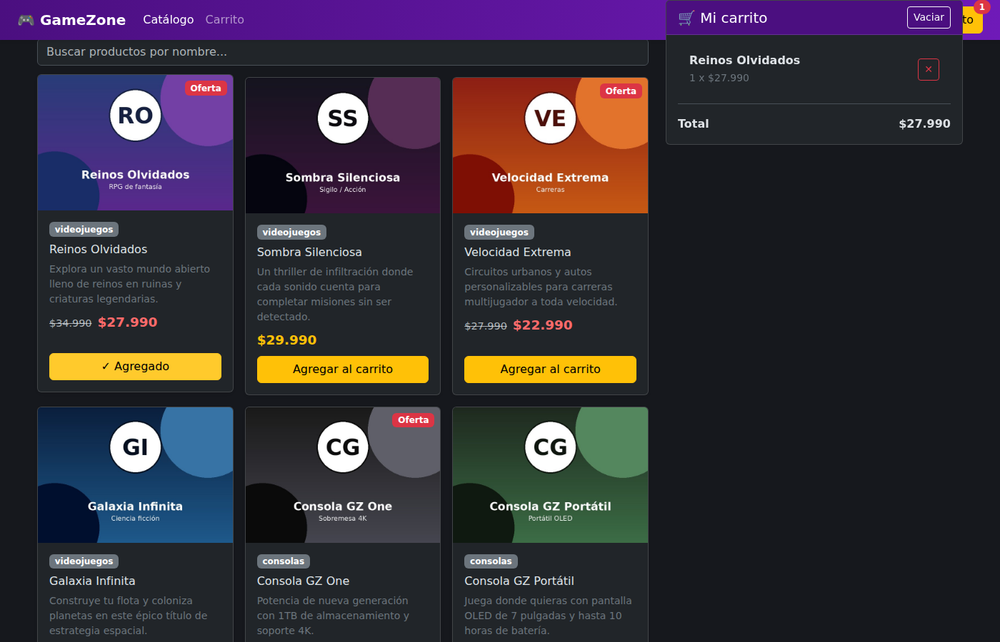 🎮 GameZone
Catálogo
Carrito
to
1
Buscar productos por nombre...
🛒 Mi carrito
Vaciar
Reinos Olvidados
1 x $27.990
✕
Total
$27.990
Oferta
RO
Reinos Olvidados
RPG de fantasía
videojuegos
Reinos Olvidados
Explora un vasto mundo abierto
lleno de reinos en ruinas y
criaturas legendarias.
$34.990 $27.990
✓ Agregado
SS
Sombra Silenciosa
Sigilo / Acción
videojuegos
Sombra Silenciosa
Un thriller de infiltración donde
cada sonido cuenta para
completar misiones sin ser
detectado.
$29.990
Agregar al carrito
Oferta
VE
Velocidad Extrema
Carreras
videojuegos
Velocidad Extrema
Circuitos urbanos y autos
personalizables para carreras
multijugador a toda velocidad.
$27.990 $22.990
Agregar al carrito
GI
Galaxia Infinita
Ciencia ficción
videojuegos
Galaxia Infinita
Construye tu flota y coloniza
planetas en este épico título de
estrategia espacial.
Oferta
CG
Consola GZ One
Sobremesa 4K
consolas
Consola GZ One
Potencia de nueva generación
con 1TB de almacenamiento y
soporte 4K.
CG
Consola GZ Portátil
Portátil OLED
consolas
Consola GZ Portátil
Juega donde quieras con pantalla
OLED de 7 pulgadas y hasta 10
horas de batería.